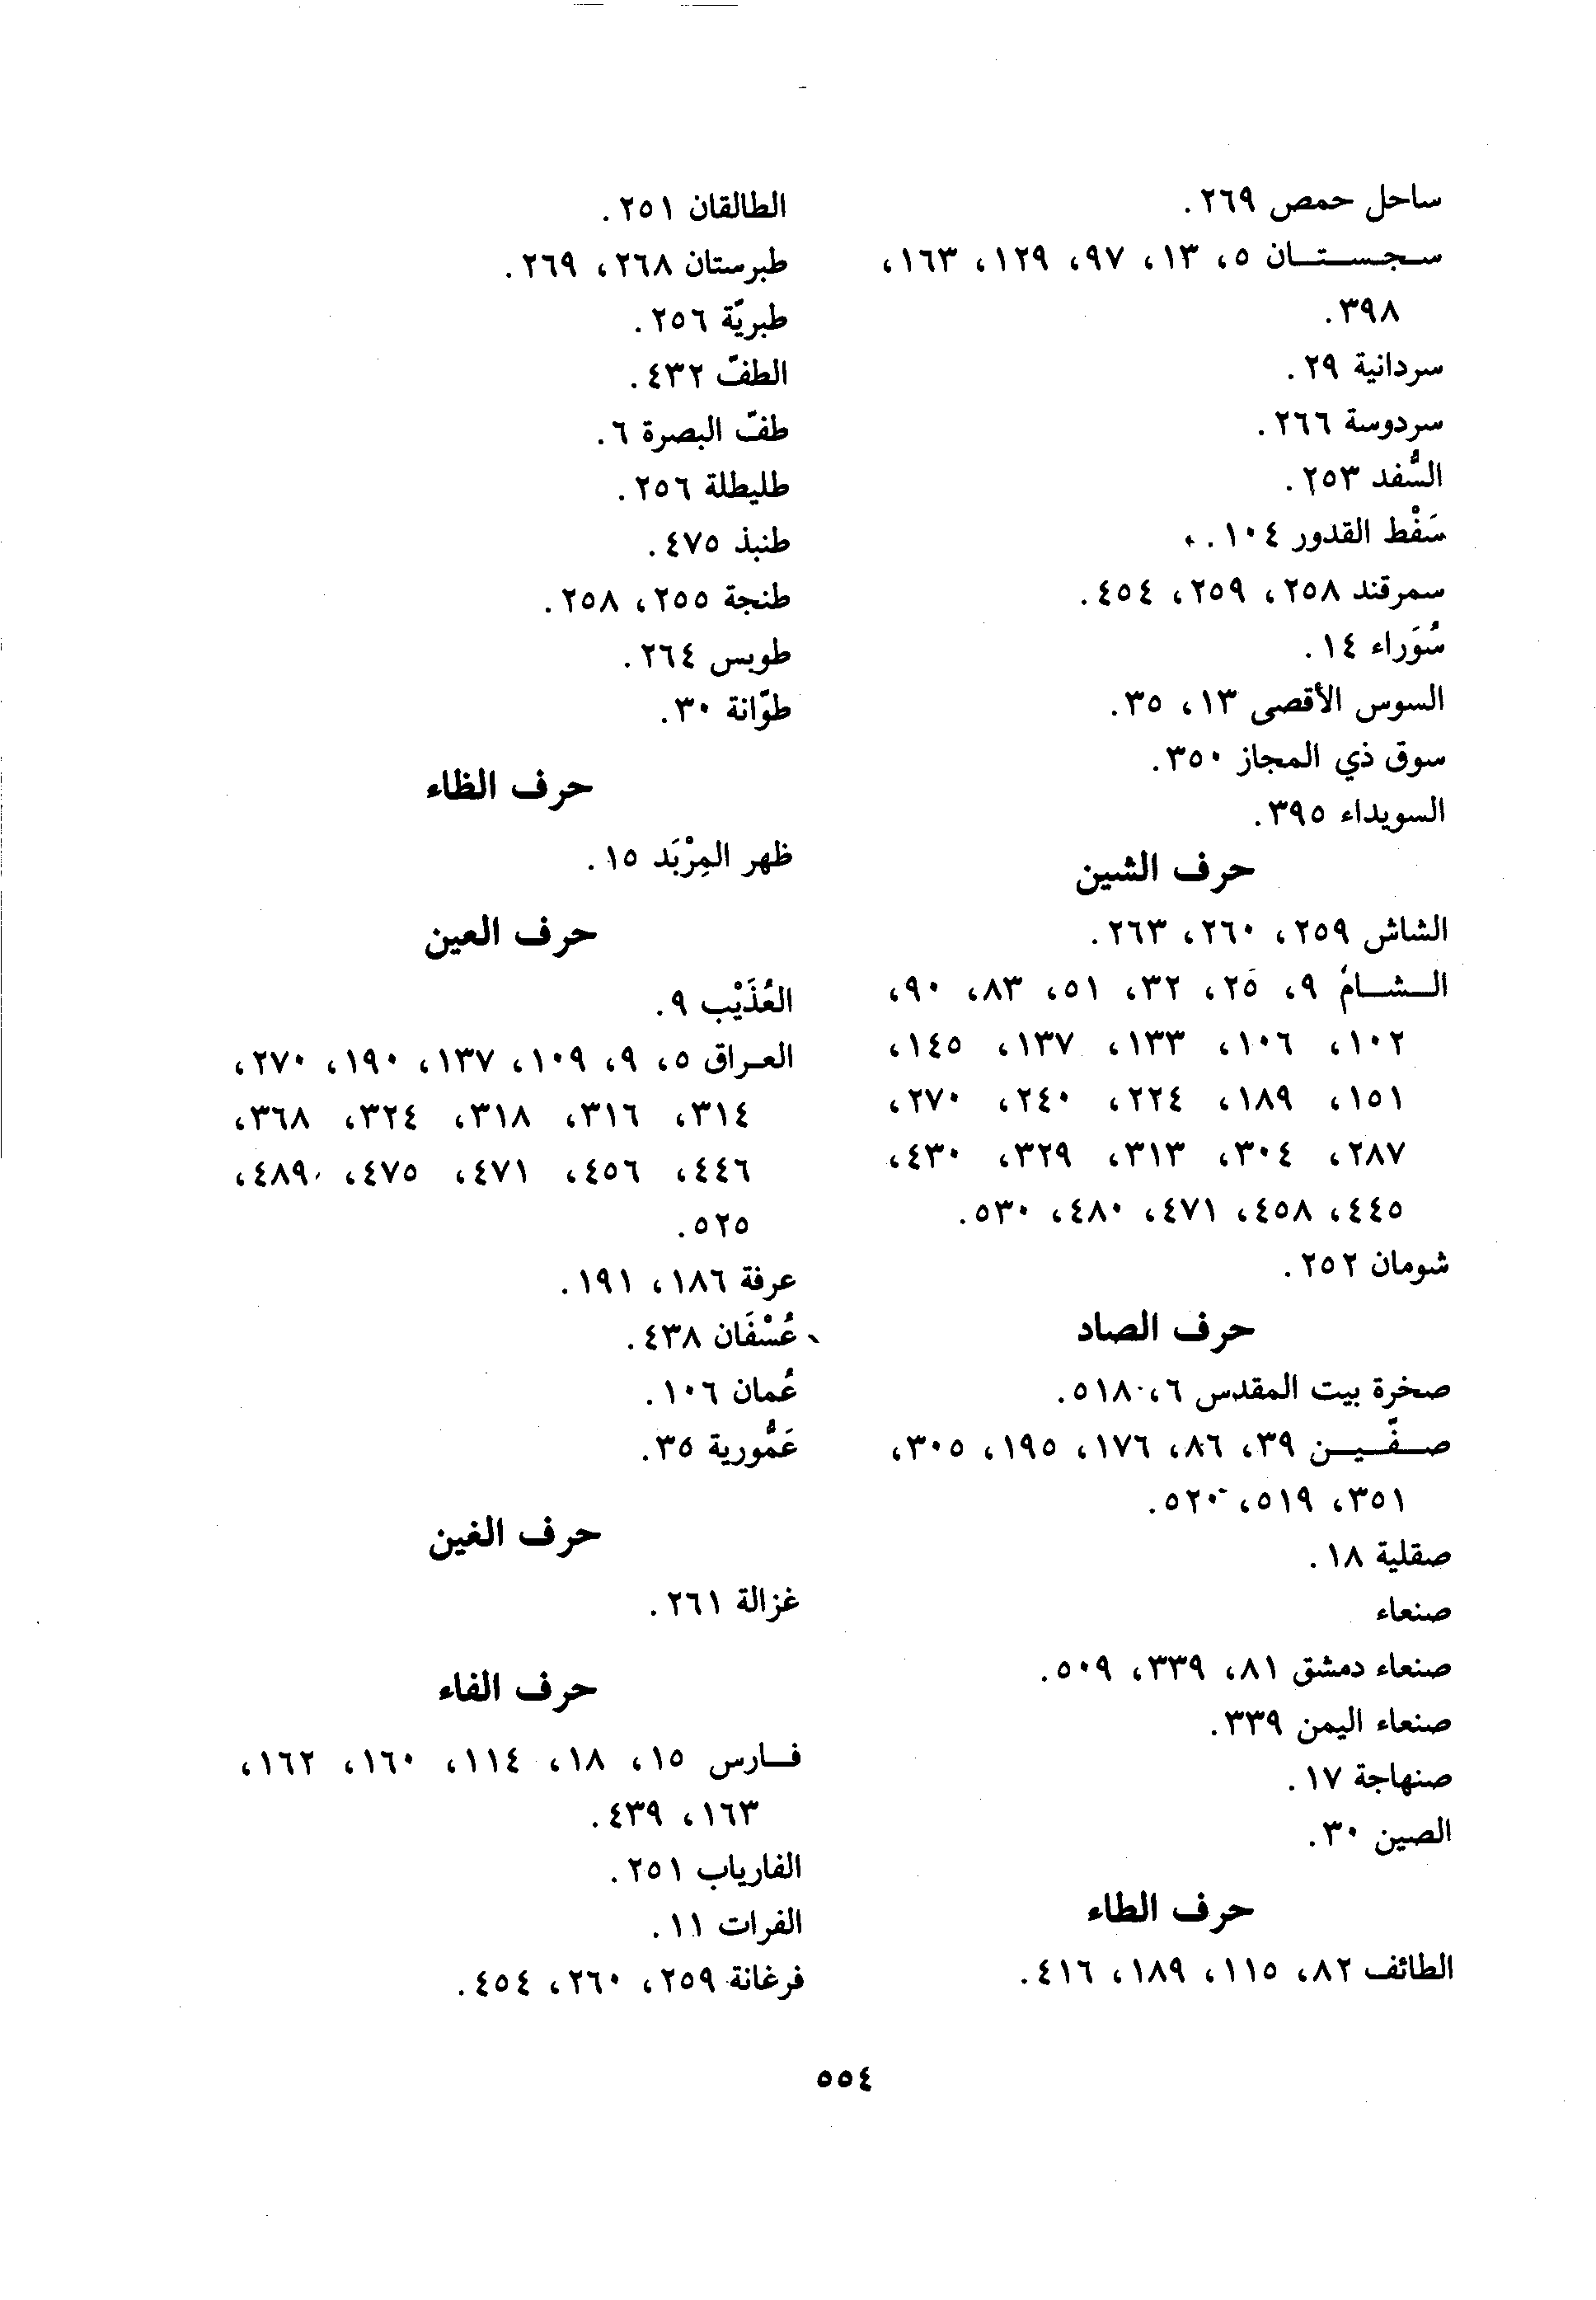 ساحل حمص ٢٦٩.
سجستان ٥، ١٣، ٩٧، ١٢٩، ١٦٣،
٣٩٨.
سردانية ٢٩.
سردوسة ٢٦٦.
السُّفد ٢٥٣.
سَفْط القدور ١٠٤.
سمرقند ٢٥٨، ٢٥٩، ٤٥٤.
سُوَراء ١٤.
السوس الأقصى ١٣، ٣٥.
سوق ذي المجاز ٣٥٠.
السويداء ٣٩٥.
حرف الشين
الشاش ٢٥٩، ٢٦٠، ٢٦٣.
الشام ٩، ٢٥، ٣٢، ٥١، ٨٣، ٩٠،
١٠٢، ١٠٦، ١٣٣، ١٣٧، ١٤٥،
١٥١، ١٨٩، ٢٢٤، ٢٤٠، ٢٧٠،
٢٨٧، ٣٠٤، ٣١٣، ٣٢٩، ٤٣٠،
٤٤٥، ٤٥٨، ٤٧١، ٤٨٠، ٥٣٠.
شومان ٢٥٢.
حرف الصاد
صخرة بيت المقدس ٦، ٥١٨.
صفّين ٣٩، ٨٦، ١٧٦، ١٩٥، ٣٠٥،
٣٥١، ٥١٩، ٥٢٠.
صقلية ١٨.
صنعاء
صنعاء دمشق ٨١، ٣٣٩، ٥٠٩.
صنعاء اليمن ٣٣٩.
صنهاجة ١٧.
الصين ٣٠.
حرف الطاء
الطائف ٨٢، ١١٥، ١٨٩، ٤١٦.
الطالقان ٢٥١.
طبرستان ٢٦٨، ٢٦٩.
طبريّة ٢٥٦.
الطفّ ٤٣٢.
طفّ البصرة ٦.
طليطلة ٢٥٦.
طنبذ ٤٧٥.
طنجة ٢٥٥، ٢٥٨.
طوبس ٢٦٤.
طوّانة ٣٠.
حرف الظاء
ظهر المِرْبَد ١٥.
حرف العين
العُذَيْب ٩.
العراق ٥، ٩، ١٠٩، ١٣٧، ١٩٠، ٢٧٠،
٣١٤، ٣١٦، ٣١٨، ٣٢٤، ٣٦٨،
٤٤٦، ٤٥٦، ٤٧١، ٤٧٥، ٤٨٩،
٥٢٥.
عرفة ١٨٦، ١٩١.
عُسْفَان ٤٣٨.
عُمان ١٠٦.
عَمُّورية ٣٥.
حرف الغين
غزالة ٢٦١.
حرف الفاء
فارس ١٥، ١٨، ١١٤، ١٦٠، ١٦٢،
١٦٣، ٤٣٩.
الفارياب ٢٥١.
الفرات ١١.
فرغانة ٢٥٩، ٢٦٠، ٤٥٤.
٥٥٤